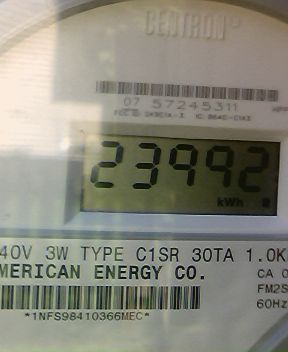 CENTRON®
07 57245311
23992
kWh
40V 3W TYPE C1SR 30TA 1.0K
MERICAN ENERGY CO.
CA 0
FM2S
60Hz
*1NFS98410366MEC*